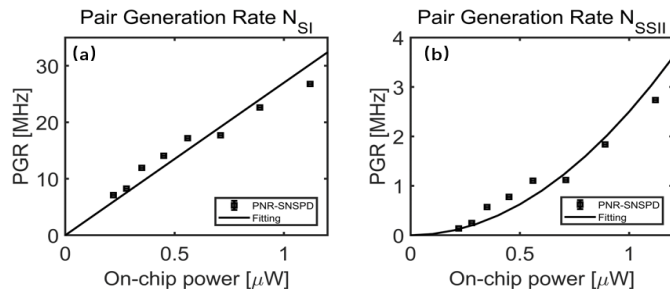 Pair Generation Rate N_SI
(a)
PGR [MHz]
30
20
10
0
PNR-SNSPD
Fitting
0
0.5
1
On-chip power [μW]
Pair Generation Rate N_SSII
(b)
PGR [MHz]
4
3
2
1
0
PNR-SNSPD
Fitting
0
0.5
1
On-chip power [μW]